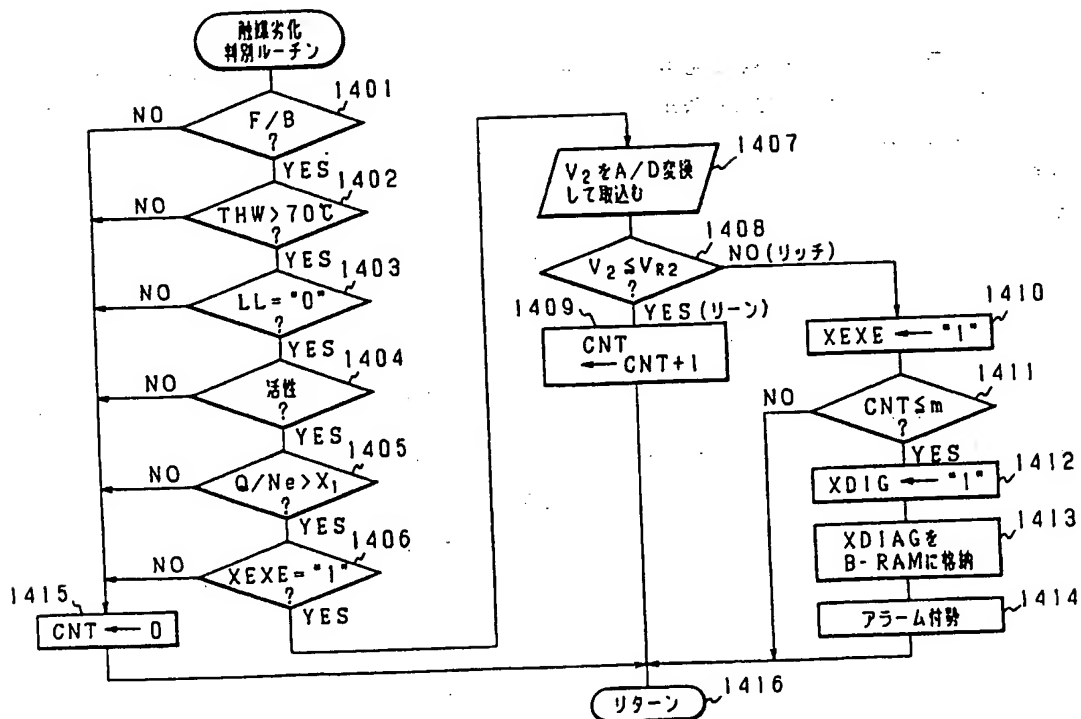 触媒劣化
判別ルーチン
1401
NO
F/B
?
YES
1402
NO
THW>70℃
?
YES
1403
NO
LL="0"
?
YES
1404
NO
活性
?
YES
1405
NO
Q/Ne>X1
?
YES
1406
NO
XEXE="1"
?
YES
1415
CNT ← 0
1407
V2をA/D変換
して取込む
1408
V2≦VR2
?
NO(リッチ)
YES(リーン)
1409
CNT
← CNT+1
1410
XEXE ← "1"
1411
NO
CNT≦m
?
YES
1412
XDIG ← "1"
1413
XDIAGを
B-RAMに格納
1414
アラーム付勢
リターン
1416